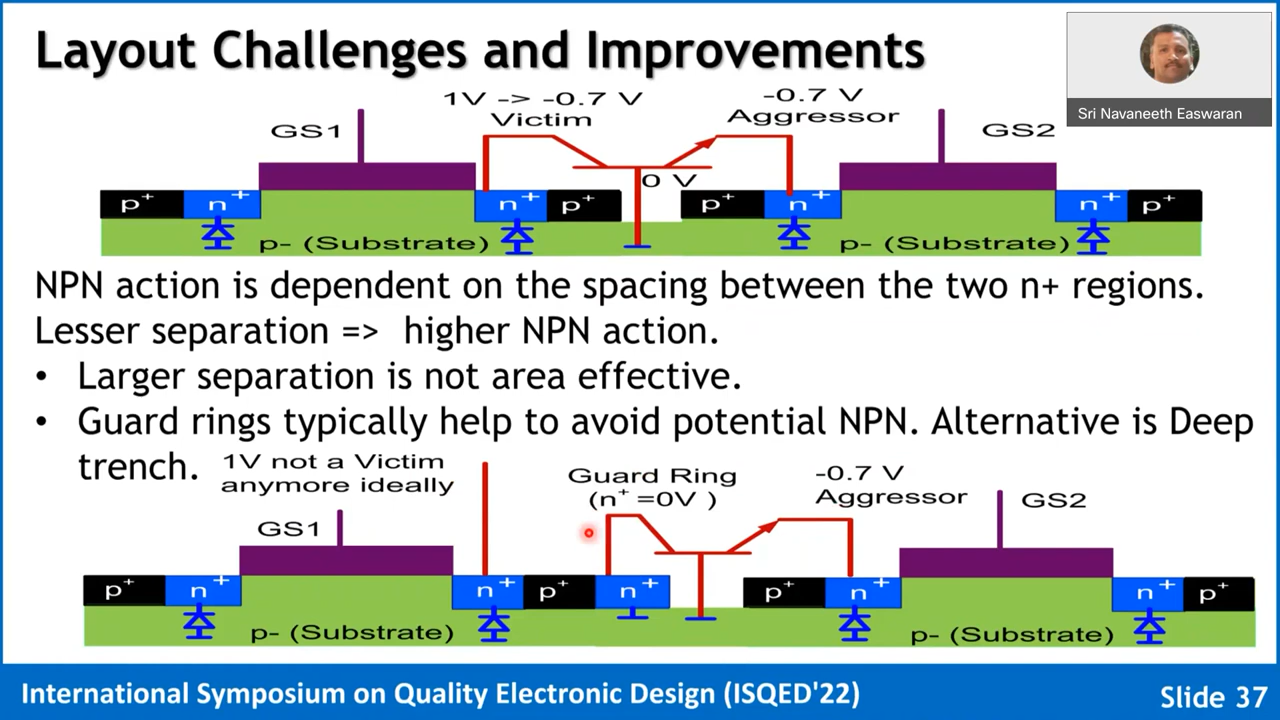 Layout Challenges and Improvements
Sri Navaneeth Easwaran
1V -> -0.7 V
Victim
-0.7 V
Aggressor
GS1
GS2
0 V
p+ n+ n+ p+ p+ n+ n+ p+
p- (Substrate) p- (Substrate)
NPN action is dependent on the spacing between the two n+ regions.
Lesser separation => higher NPN action.
• Larger separation is not area effective.
• Guard rings typically help to avoid potential NPN. Alternative is Deep
trench.
1V not a Victim
anymore ideally
Guard Ring
(n+ =0V )
-0.7 V
Aggressor
GS1
GS2
p+ n+ n+ p+ n+ p+ n+ n+ p+
p- (Substrate) p- (Substrate)
International Symposium on Quality Electronic Design (ISQED'22)
Slide 37